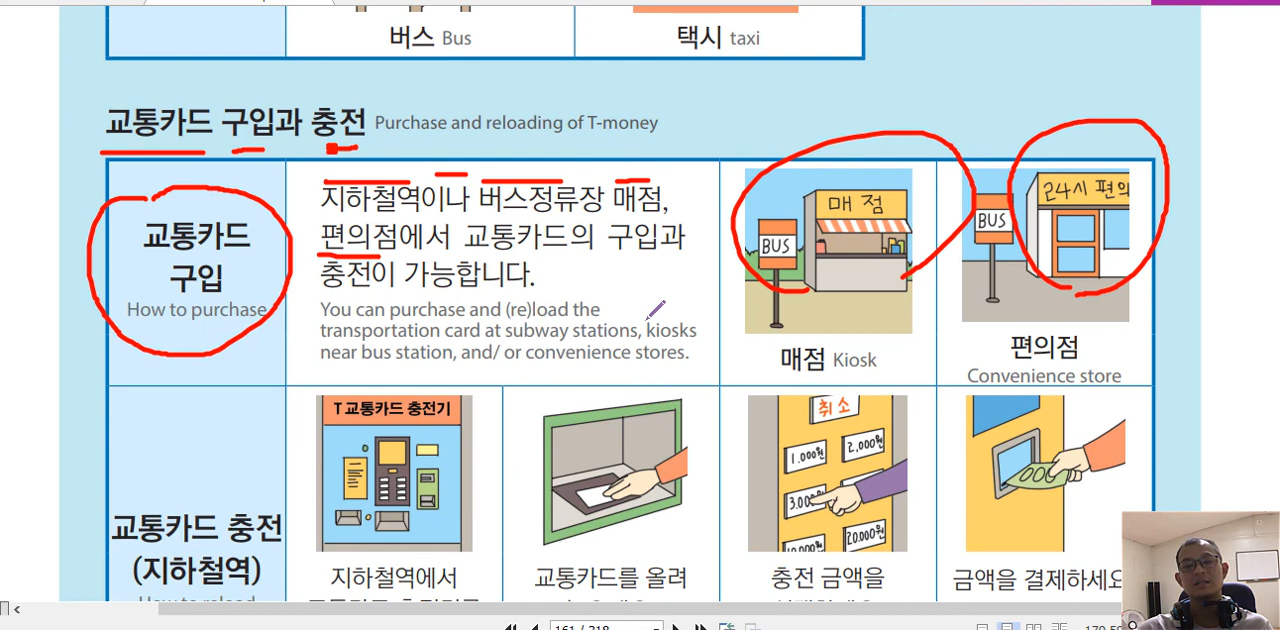 버스 Bus
택시 taxi
교통카드 구입과 충전 Purchase and reloading of T-money
교통카드
구입
How to purchase
지하철역이나 버스정류장 매점,
편의점에서 교통카드의 구입과
충전이 가능합니다.
You can purchase and (re)load the
transportation card at subway stations, kiosks
near bus station, and/ or convenience stores.
매점
BUS
매점 Kiosk
24시 편의
BUS
편의점
Convenience store
교통카드 충전
(지하철역)
How to reload
T 교통카드 충전기
지하철역에서
교통카드를 올려
취소
1.000원
2.000원
3.000
10.000
20.000원
충전 금액을
금액을 결제하세요
161 / 218